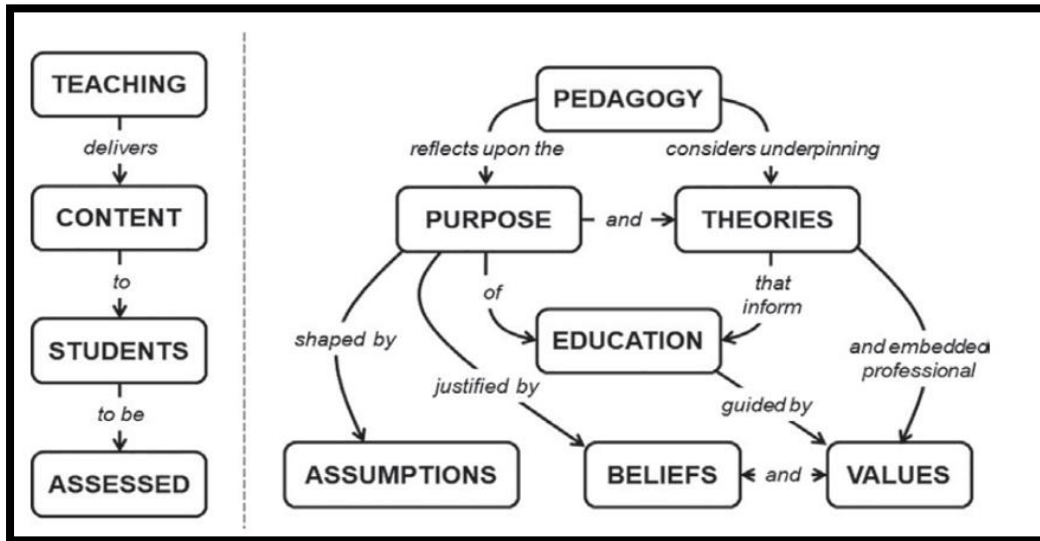 TEACHING
delivers
CONTENT
to
STUDENTS
to be
ASSESSED
PEDAGOGY
reflects upon the
considers underpinning
PURPOSE
and
THEORIES
of
that
inform
shaped by
EDUCATION
and embedded
professional
justified by
guided by
ASSUMPTIONS
BELIEFS
and
VALUES